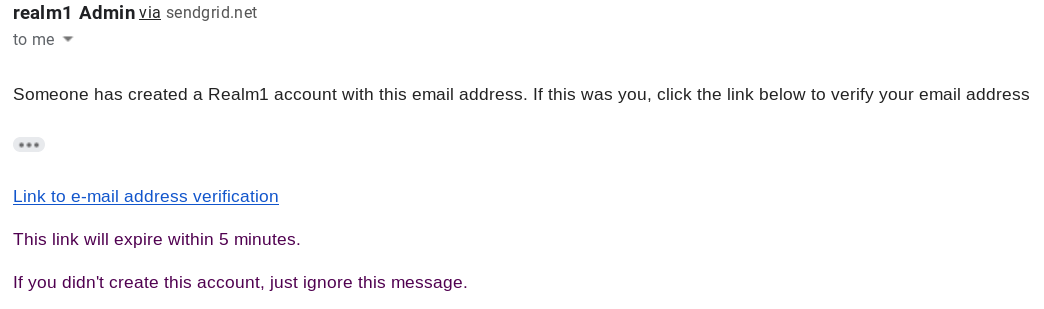 realm1 Admin via sendgrid.net
to me
Someone has created a Realm1 account with this email address. If this was you, click the link below to verify your email address
Link to e-mail address verification
This link will expire within 5 minutes.
If you didn't create this account, just ignore this message.